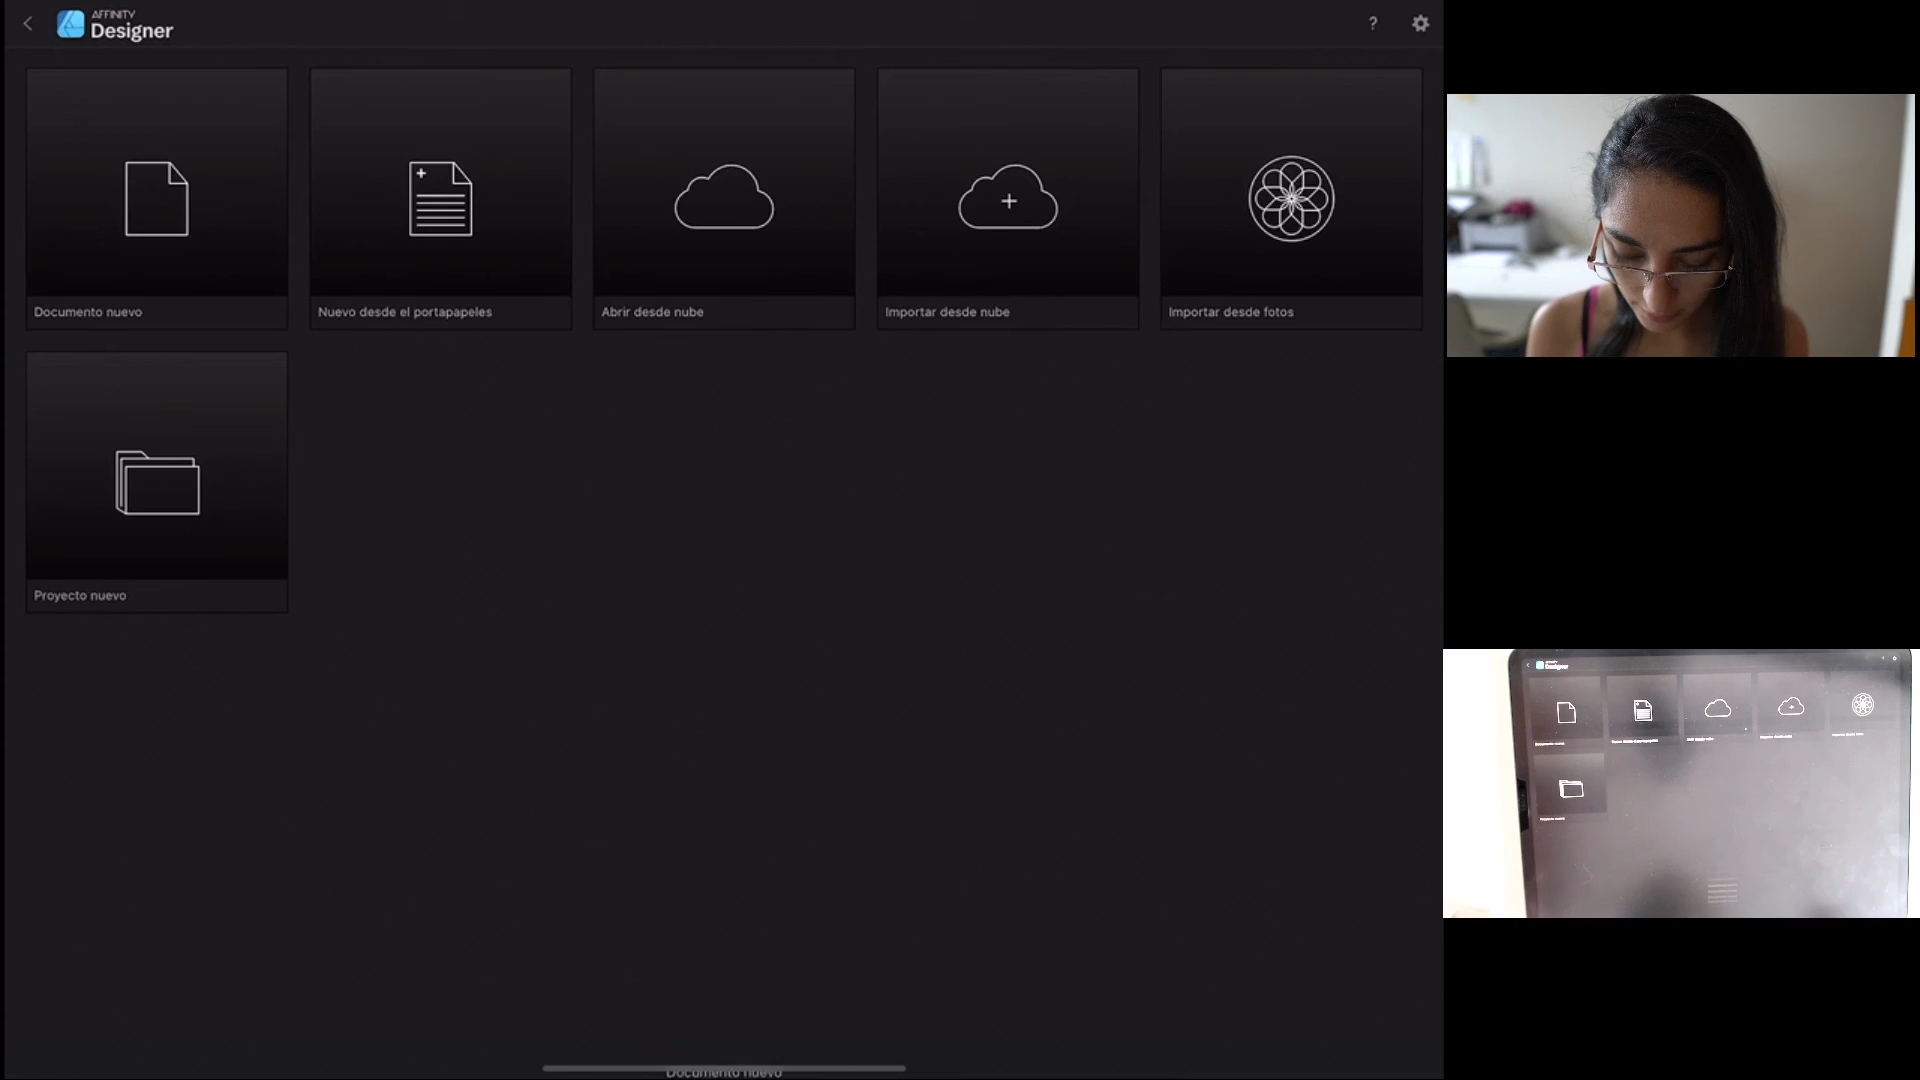 AFFINITY
Designer
?
Documento nuevo
Nuevo desde el portapapeles
Abrir desde nube
Importar desde nube
Importar desde fotos
Proyecto nuevo
Documento nuevo
Designer